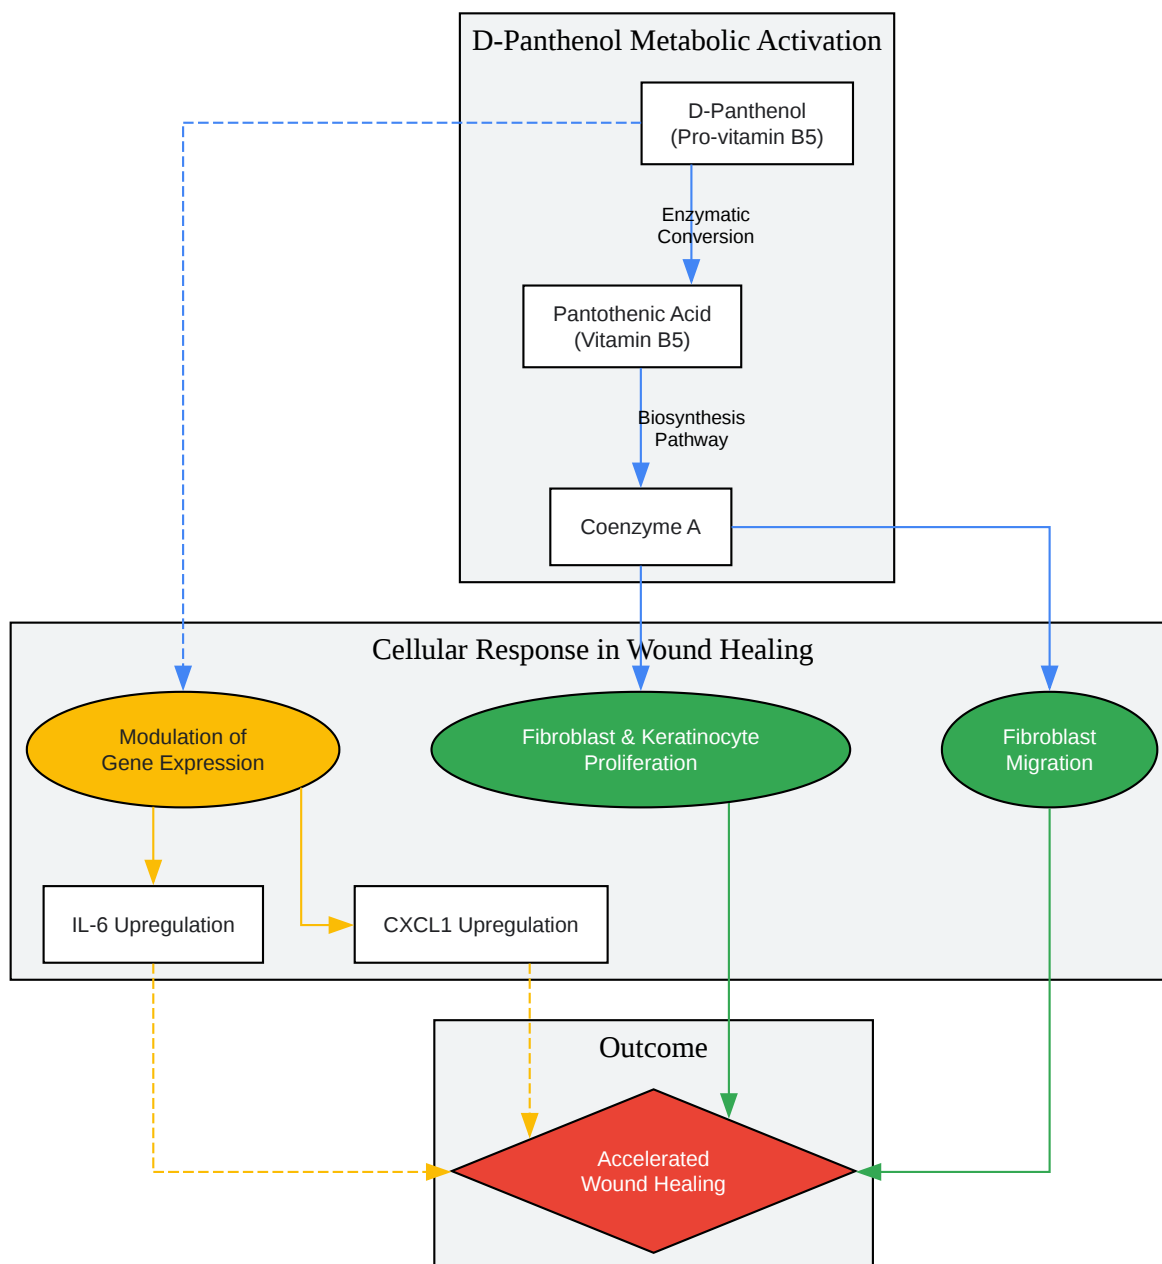 D-Panthenol Metabolic Activation
D-Panthenol
(Pro-vitamin B5)
Enzymatic
Conversion
Pantothenic Acid
(Vitamin B5)
Biosynthesis
Pathway
Coenzyme A
Cellular Response in Wound Healing
Modulation of
Gene Expression
Fibroblast & Keratinocyte
Proliferation
Fibroblast
Migration
IL-6 Upregulation
CXCL1 Upregulation
Outcome
Accelerated
Wound Healing